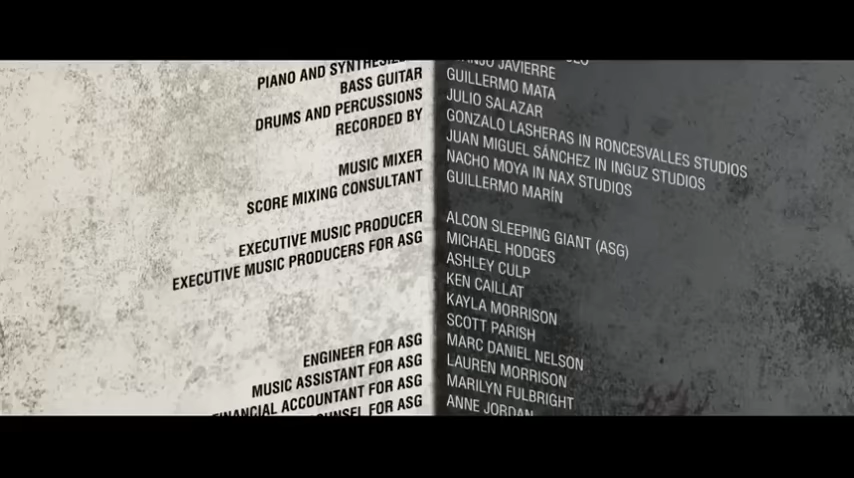 PIANO AND JAVIERRE
BASS GUITAR GUILLERMO MATA
DRUMS AND PERCUSSIONS JULIO SALAZAR
RECORDED BY GONZALO LASHERAS IN RONCESVALLES STUDIOS
JUAN MIGUEL SÁNCHEZ IN INGUZ STUDIOS
MUSIC MIXER NACHO MOYA IN NAX STUDIOS
SCORE MIXING CONSULTANT GUILLERMO MARÍN
EXECUTIVE MUSIC PRODUCER ALCON SLEEPING GIANT (ASG)
EXECUTIVE MUSIC PRODUCERS FOR ASG MICHAEL HODGES
ASHLEY CULP
KEN CAILLAT
KAYLA MORRISON
SCOTT PARISH
ENGINEER FOR ASG MARC DANIEL NELSON
MUSIC ASSISTANT FOR ASG LAUREN MORRISON
FINANCIAL ACCOUNTANT FOR ASG MARILYN FULBRIGHT
FOR ASG ANNE JORDAN